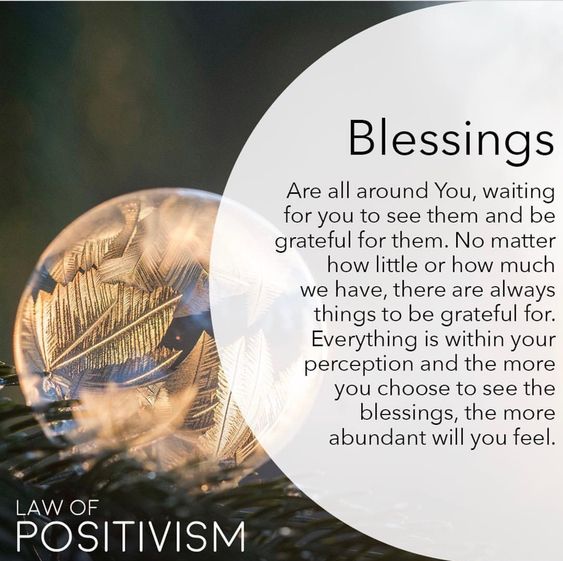 Blessings
Are all around You, waiting
for you to see them and be
grateful for them. No matter
how little or how much
we have, there are always
things to be grateful for.
Everything is within your
perception and the more
you choose to see the
blessings, the more
abundant will you feel.
LAW OF
POSITIVISM